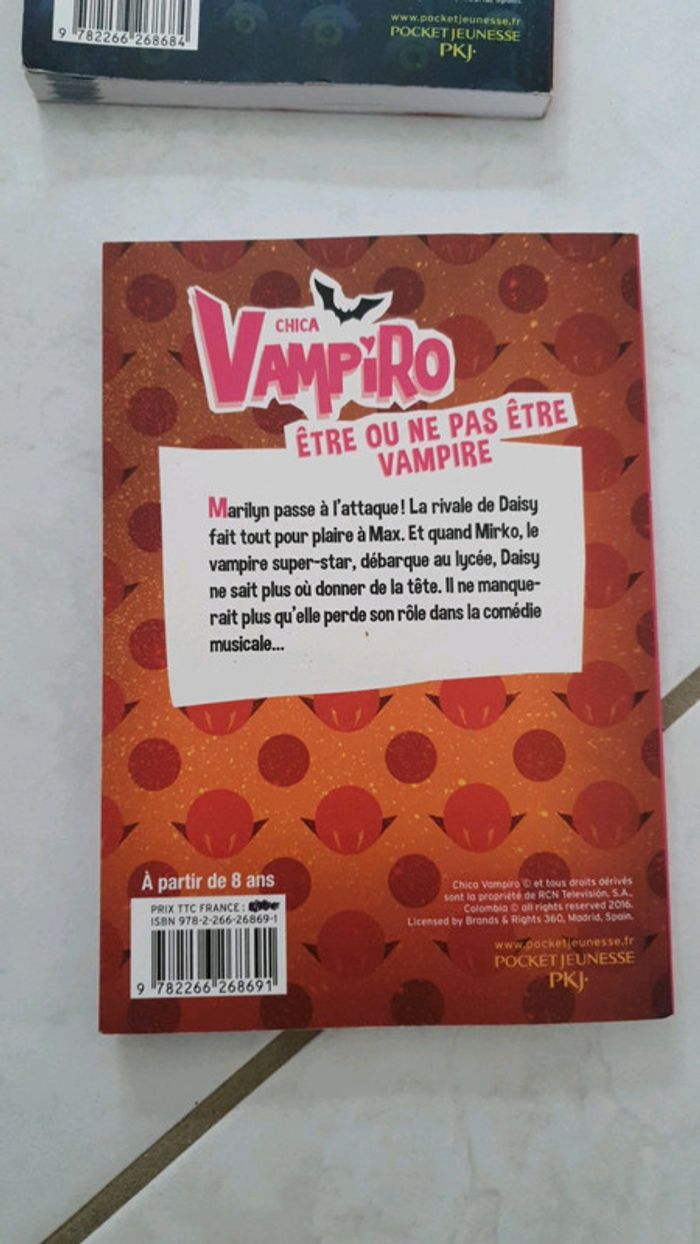 www.pocketjeunesse.fr
POCKET JEUNESSE
PKJ·
9 782266 268684
CHICA
VAMPiRO
ÊTRE OU NE PAS ÊTRE
VAMPIRE
Marilyn passe à l'attaque ! La rivale de Daisy
fait tout pour plaire à Max. Et quand Mirko, le
vampire super-star, débarque au lycée, Daisy
ne sait plus où donner de la tête. Il ne manque-
rait plus qu'elle perde son rôle dans la comédie
musicale...
À partir de 8 ans
PRIX TTC FRANCE :
ISBN 978-2-266-26869-1
9 782266 268691
Chica Vampiro © et tous droits dérivés
sont la propriété de RCN Televisión, S.A.,
Colombia © all rights reserved 2016.
Licensed by Brands & Rights 360, Madrid, Spain.
www.pocketjeunesse.fr
POCKET JEUNESSE
PKJ·